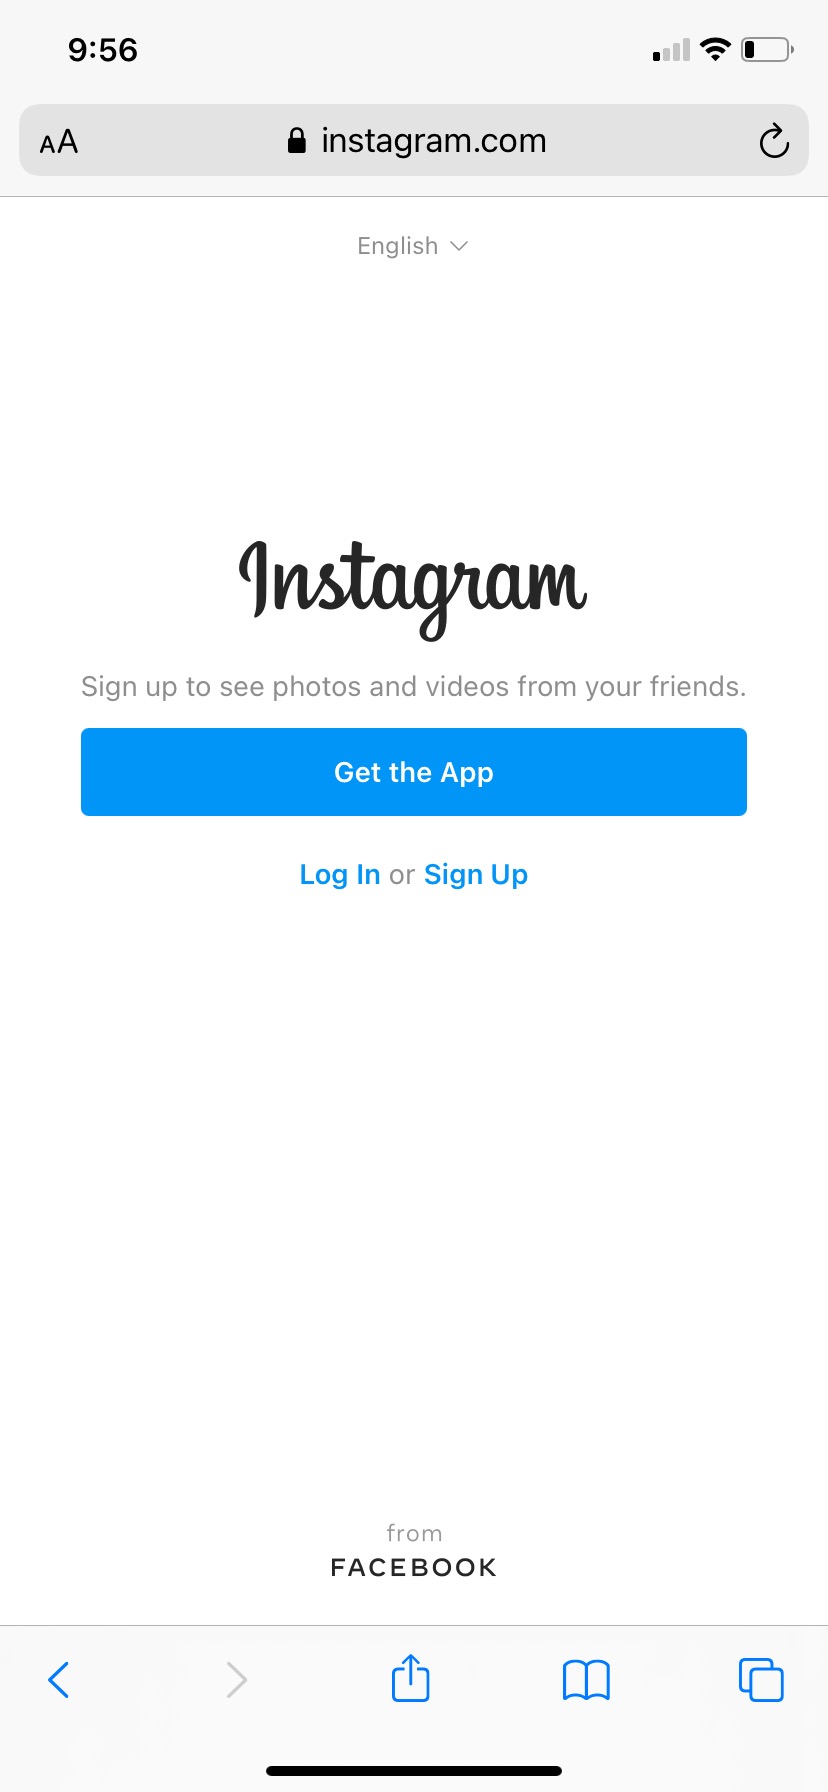 9:56
AA instagram.com
English
Instagram
Sign up to see photos and videos from your friends.
Get the App
Log In or Sign Up
from
FACEBOOK